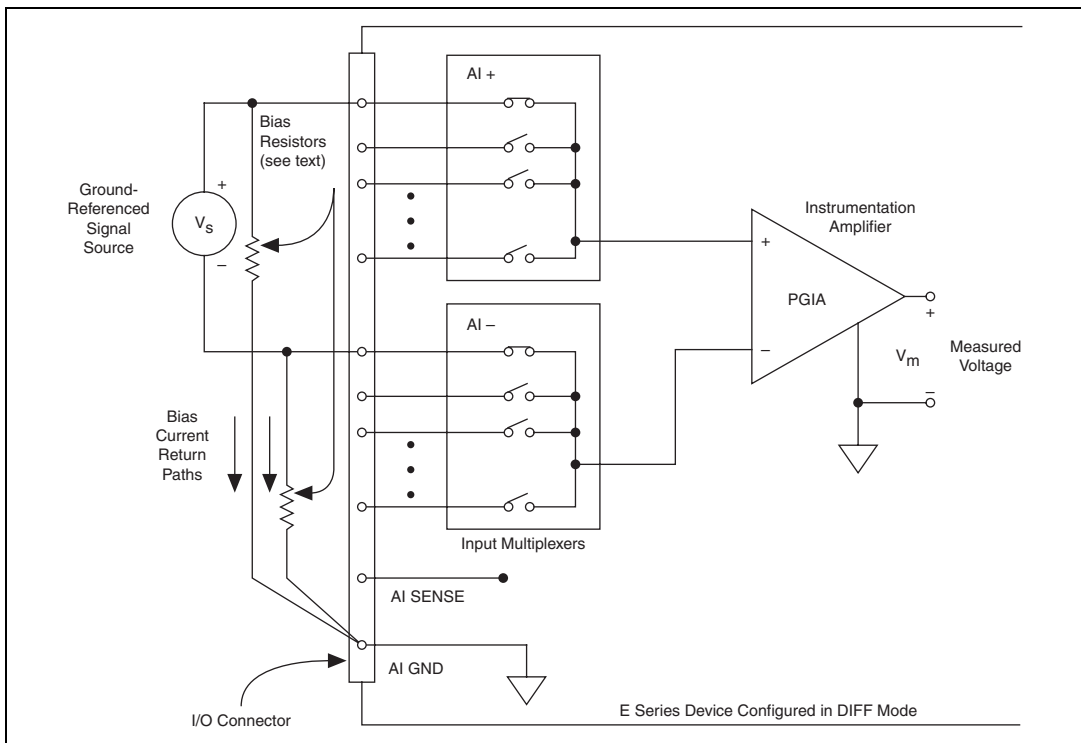 AI +
Bias
Resistors
(see text)
Ground-
Referenced
Signal
Source
+
Vs
−
Instrumentation
Amplifier
+
PGIA
−
+
Vm
Measured
Voltage
−
AI −
Bias
Current
Return
Paths
Input Multiplexers
AI SENSE
AI GND
I/O Connector
E Series Device Configured in DIFF Mode